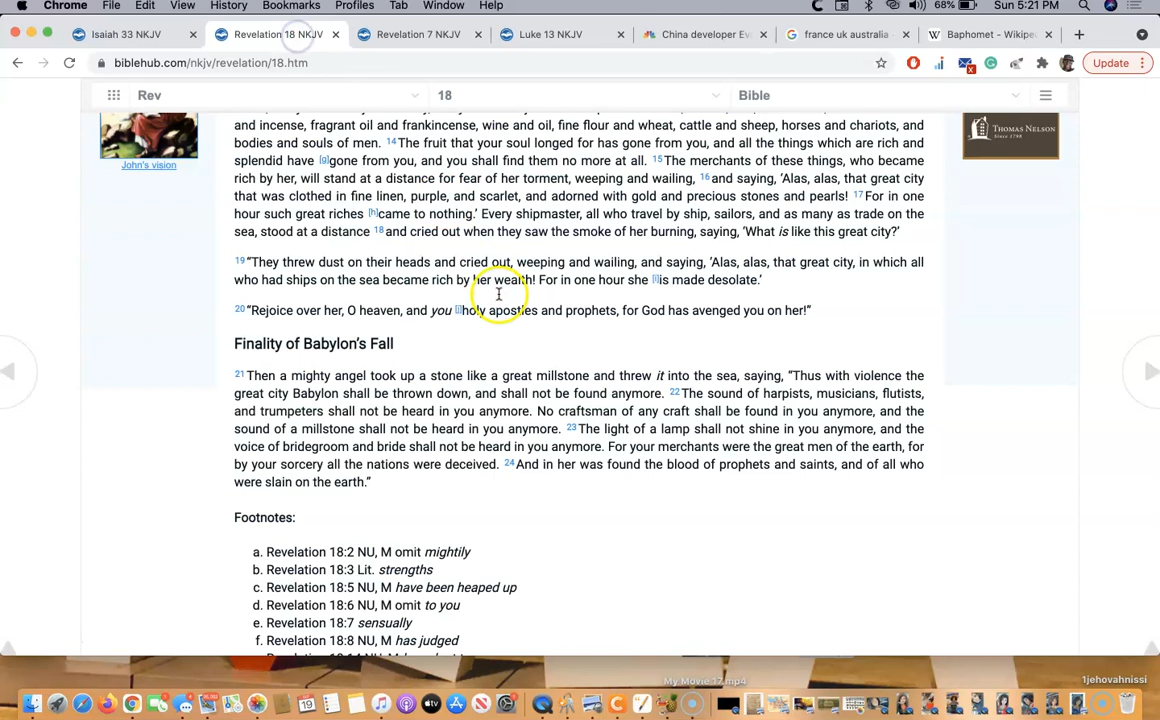 Chrome File Edit View History Bookmarks Profiles Tab Window Help 68% Sun 5:21 PM
Isaiah 33 NKJV Revelation 18 NKJV Revelation 7 NKJV Luke 13 NKJV China developer Ev france uk australia - Baphomet - Wikipe
biblehub.com/nkjv/revelation/18.htm Update
Rev 18 Bible
and incense, fragrant oil and frankincense, wine and oil, fine flour and wheat, cattle and sheep, horses and chariots, and
bodies and souls of men. 14 The fruit that your soul longed for has gone from you, and all the things which are rich and
splendid have [g]gone from you, and you shall find them no more at all. 15 The merchants of these things, who became
rich by her, will stand at a distance for fear of her torment, weeping and wailing, 16 and saying, ‘Alas, alas, that great city
that was clothed in fine linen, purple, and scarlet, and adorned with gold and precious stones and pearls! 17 For in one
hour such great riches [h]came to nothing.’ Every shipmaster, all who travel by ship, sailors, and as many as trade on the
sea, stood at a distance 18 and cried out when they saw the smoke of her burning, saying, ‘What is like this great city?’
19 “They threw dust on their heads and cried out, weeping and wailing, and saying, ‘Alas, alas, that great city, in which all
who had ships on the sea became rich by her wealth! For in one hour she [i]is made desolate.’
20 “Rejoice over her, O heaven, and you [j]holy apostles and prophets, for God has avenged you on her!”
Finality of Babylon’s Fall
21 Then a mighty angel took up a stone like a great millstone and threw it into the sea, saying, “Thus with violence the
great city Babylon shall be thrown down, and shall not be found anymore. 22 The sound of harpists, musicians, flutists,
and trumpeters shall not be heard in you anymore. No craftsman of any craft shall be found in you anymore, and the
sound of a millstone shall not be heard in you anymore. 23 The light of a lamp shall not shine in you anymore, and the
voice of bridegroom and bride shall not be heard in you anymore. For your merchants were the great men of the earth, for
by your sorcery all the nations were deceived. 24 And in her was found the blood of prophets and saints, and of all who
were slain on the earth.”
Footnotes:
a. Revelation 18:2 NU, M omit mightily
b. Revelation 18:3 Lit. strengths
c. Revelation 18:5 NU, M have been heaped up
d. Revelation 18:6 NU, M omit to you
e. Revelation 18:7 sensually
f. Revelation 18:8 NU, M has judged
John's vision
THOMAS NELSON
My Movie 17.mp4
1jehovahnissi